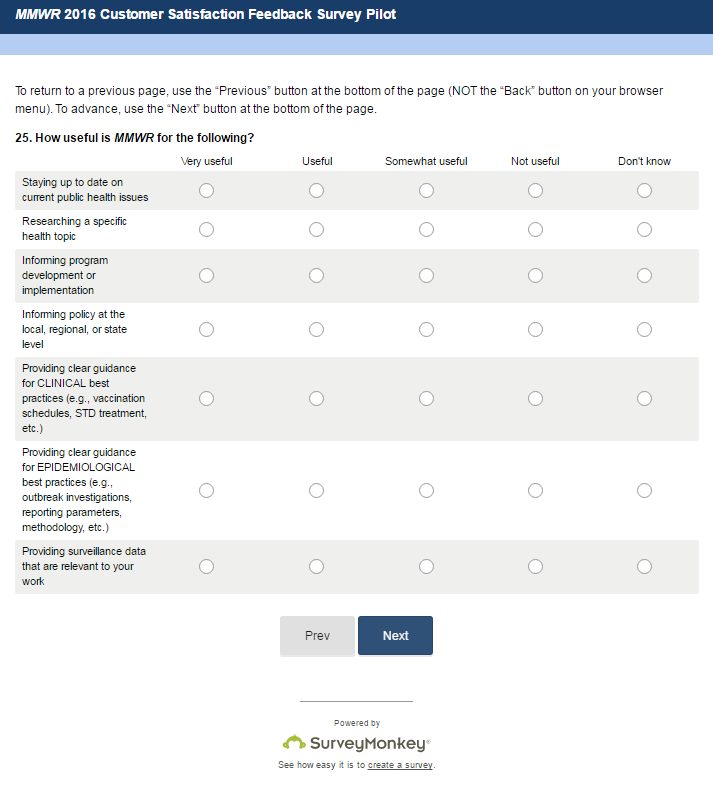 MMWR 2016 Customer Satisfaction Feedback Survey Pilot
To return to a previous page, use the “Previous” button at the bottom of the page (NOT the “Back” button on your browser
menu). To advance, use the “Next” button at the bottom of the page.
25. How useful is MMWR for the following?
Very useful Useful Somewhat useful Not useful Don't know
Staying up to date on
current public health issues
Researching a specific
health topic
Informing program
development or
implementation
Informing policy at the
local, regional, or state
level
Providing clear guidance
for CLINICAL best
practices (e.g., vaccination
schedules, STD treatment,
etc.)
Providing clear guidance
for EPIDEMIOLOGICAL
best practices (e.g.,
outbreak investigations,
reporting parameters,
methodology, etc.)
Providing surveillance data
that are relevant to your
work
Prev Next
Powered by
SurveyMonkey®
See how easy it is to create a survey.